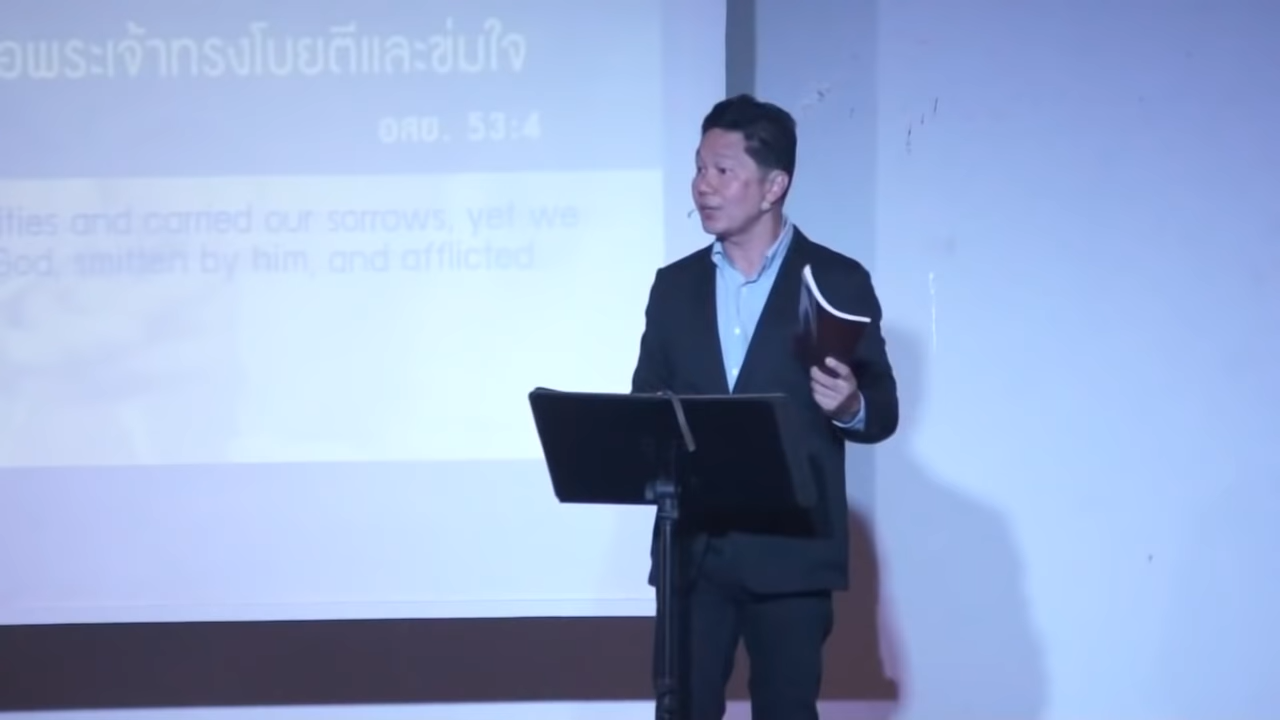 อพระเจ้าทรงโบยตีและข่มใจ
อศย. 53:4
ities and carried our sorrows, yet we
God, smitten by him, and afflicted.